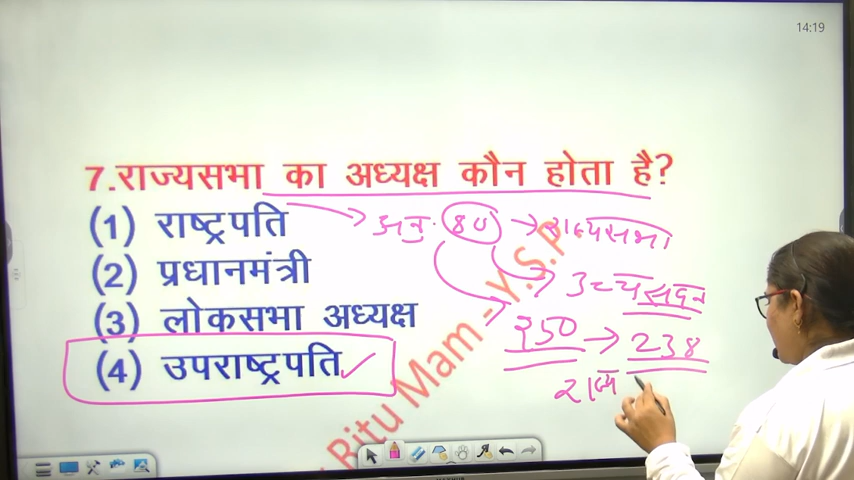 14:19
7.राज्यसभा का अध्यक्ष कौन होता है?
(1) राष्ट्रपति
अनु. 80 → राज्यसभा
(2) प्रधानमंत्री
उच्च सदन
(3) लोकसभा अध्यक्ष
250 → 238
(4) उपराष्ट्रपति ✓
राज्य
Ritu Mam - Y.S.P